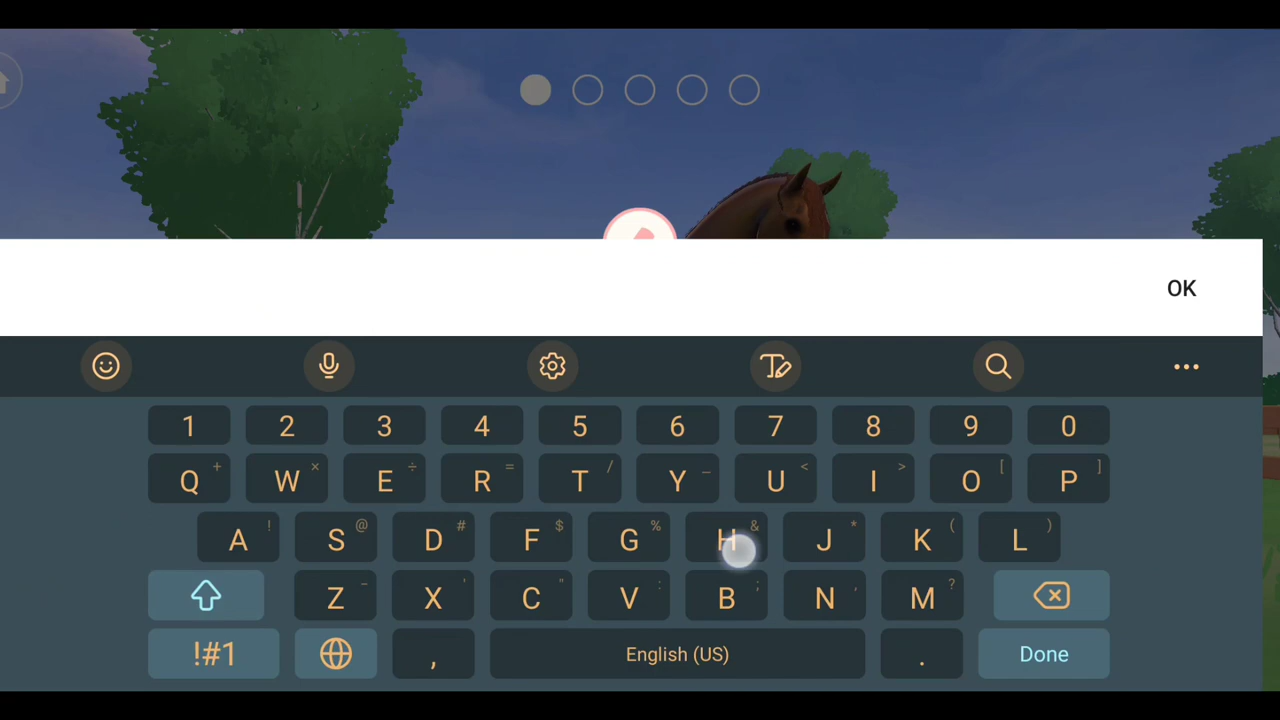 OK
1 2 3 4 5 6 7 8 9 0
Q + W × E ÷ R = T / Y _ U < I > O [ P ]
A ! S @ D # F $ G % H & J * K ( L )
Z - X ' C " V : B ; N , M ?
!#1 , English (US) . Done